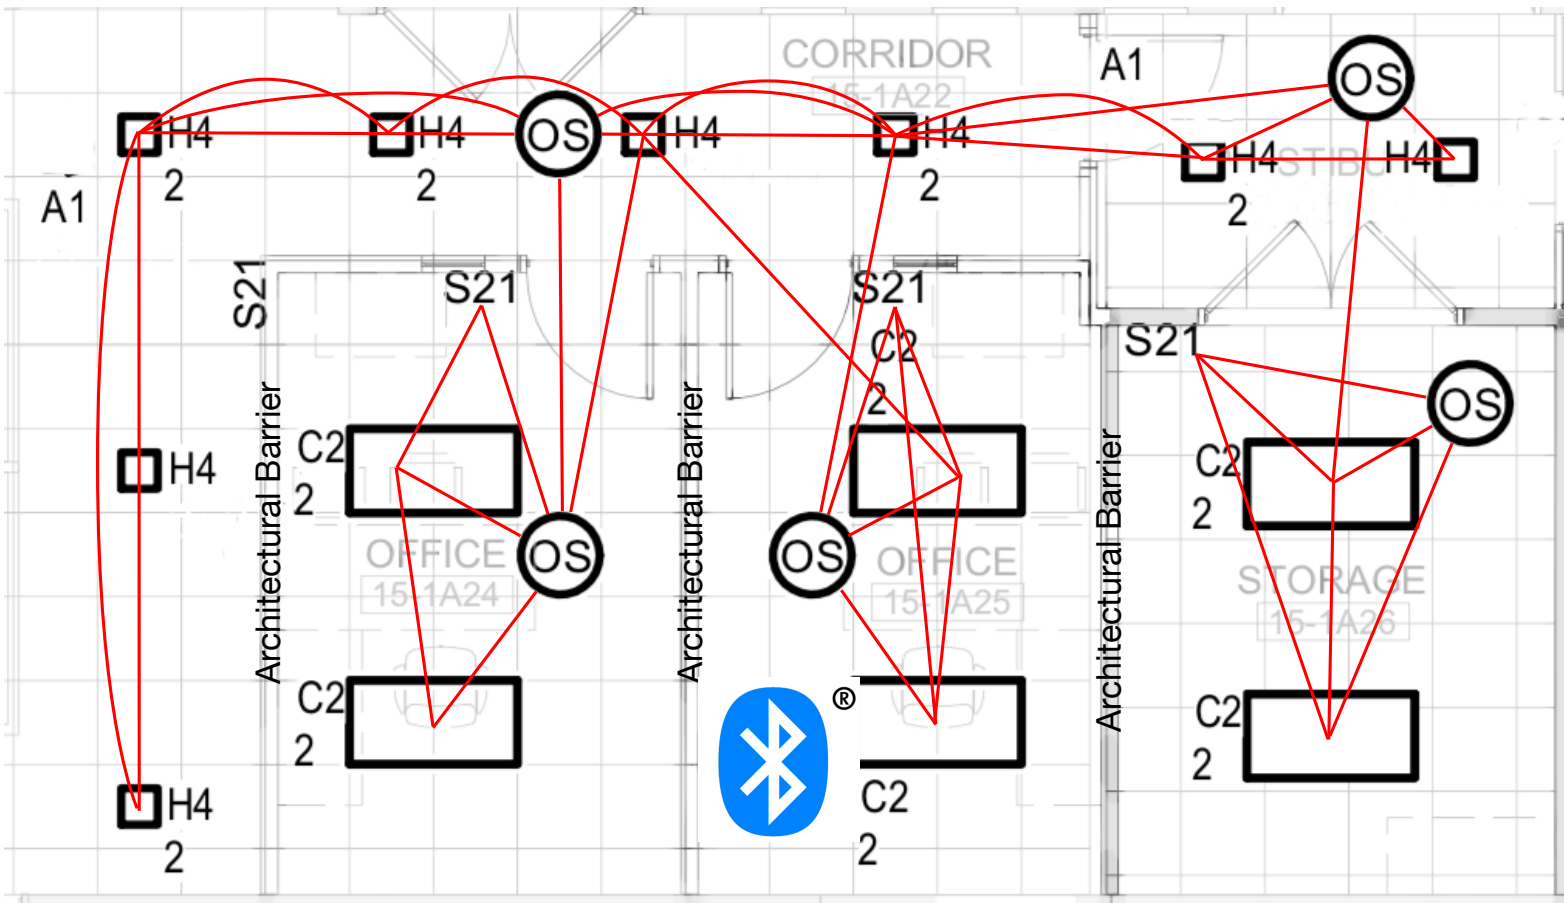 CORRIDOR
15-1A22
A1
OS
H4
H4
OS
H4
H4
H4
STIBU
H4
2
2
2
2
A1
S21
S21
S21
S21
C2
2
OS
C2
2
C2
2
Architectural Barrier
Architectural Barrier
Architectural Barrier
H4
OFFICE
15-1A24
OS
OS
OFFICE
15-1A25
STORAGE
15-1A26
C2
2
®
C2
2
H4
2
C2
2